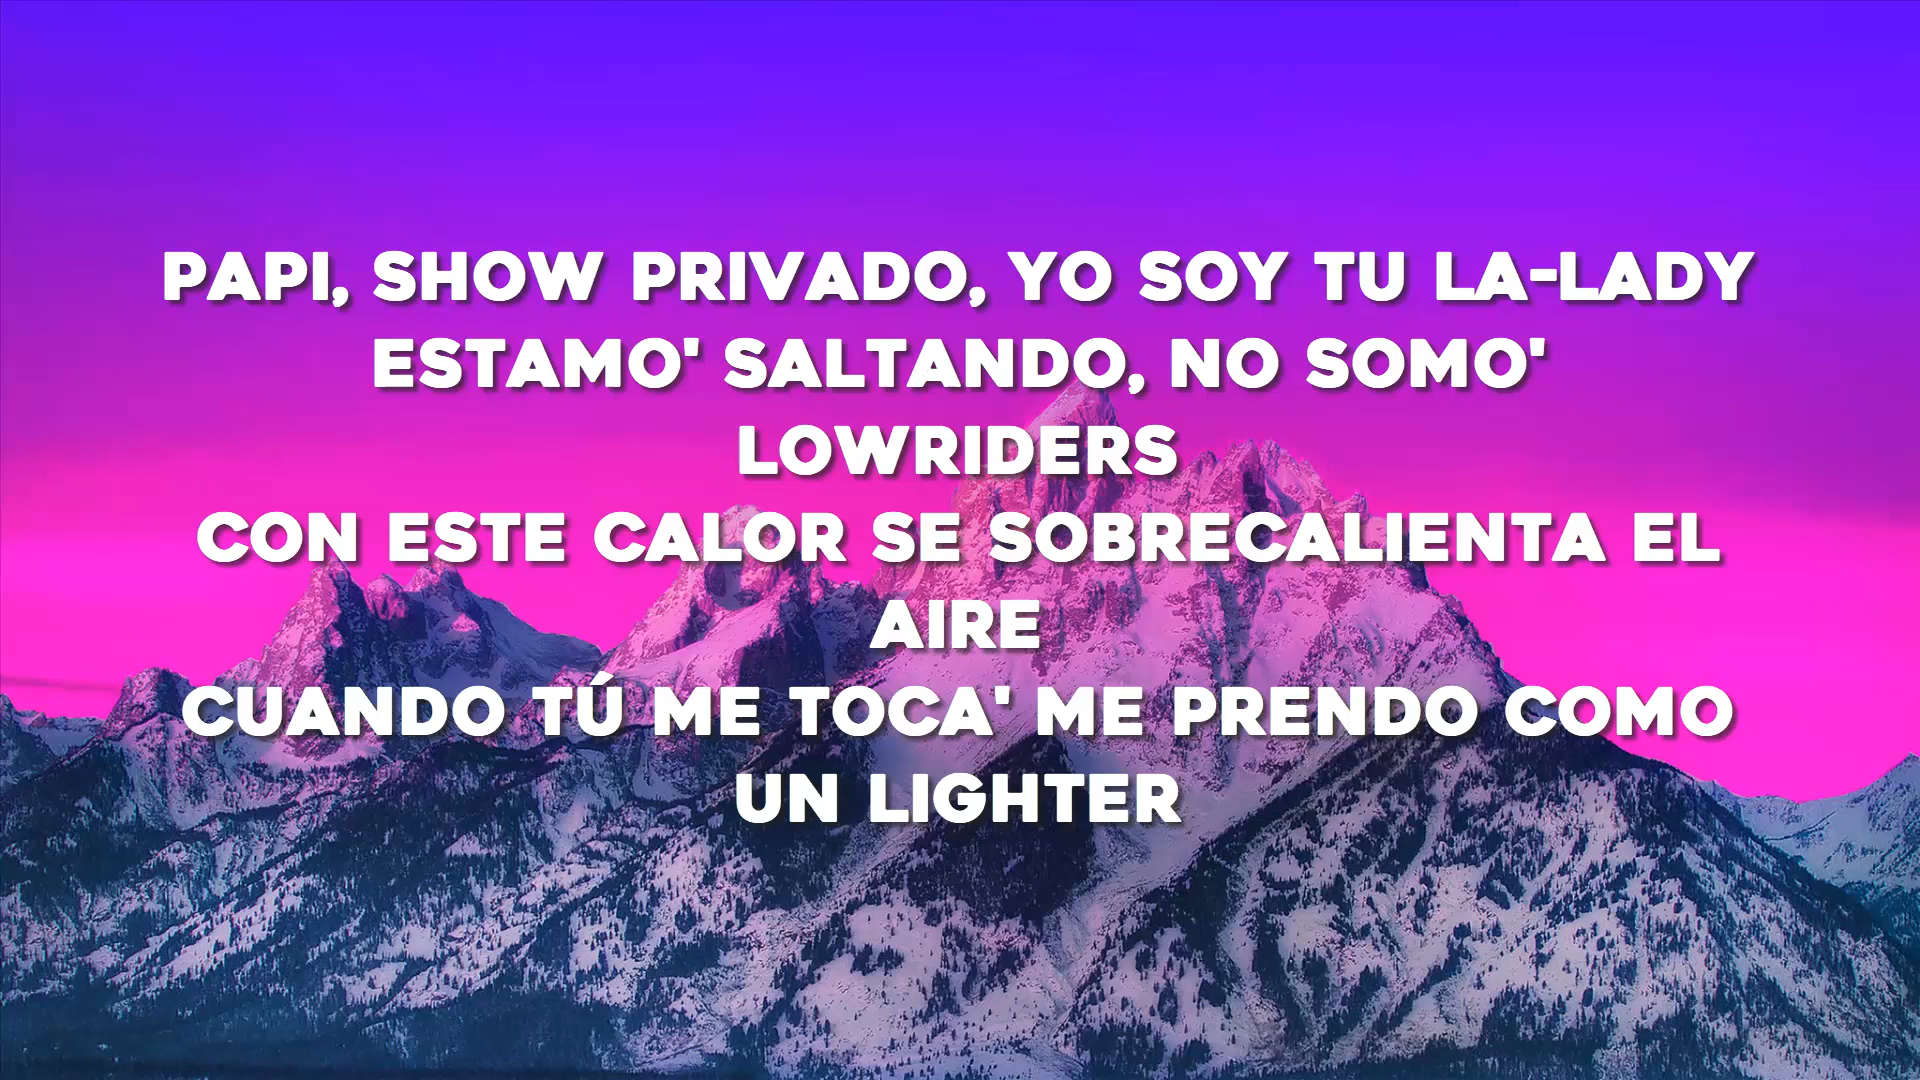 PAPI, SHOW PRIVADO, YO SOY TU LA-LADY
ESTAMO' SALTANDO, NO SOMO'
LOWRIDERS
CON ESTE CALOR SE SOBRECALIENTA EL
AIRE
CUANDO TÚ ME TOCA' ME PRENDO COMO
UN LIGHTER